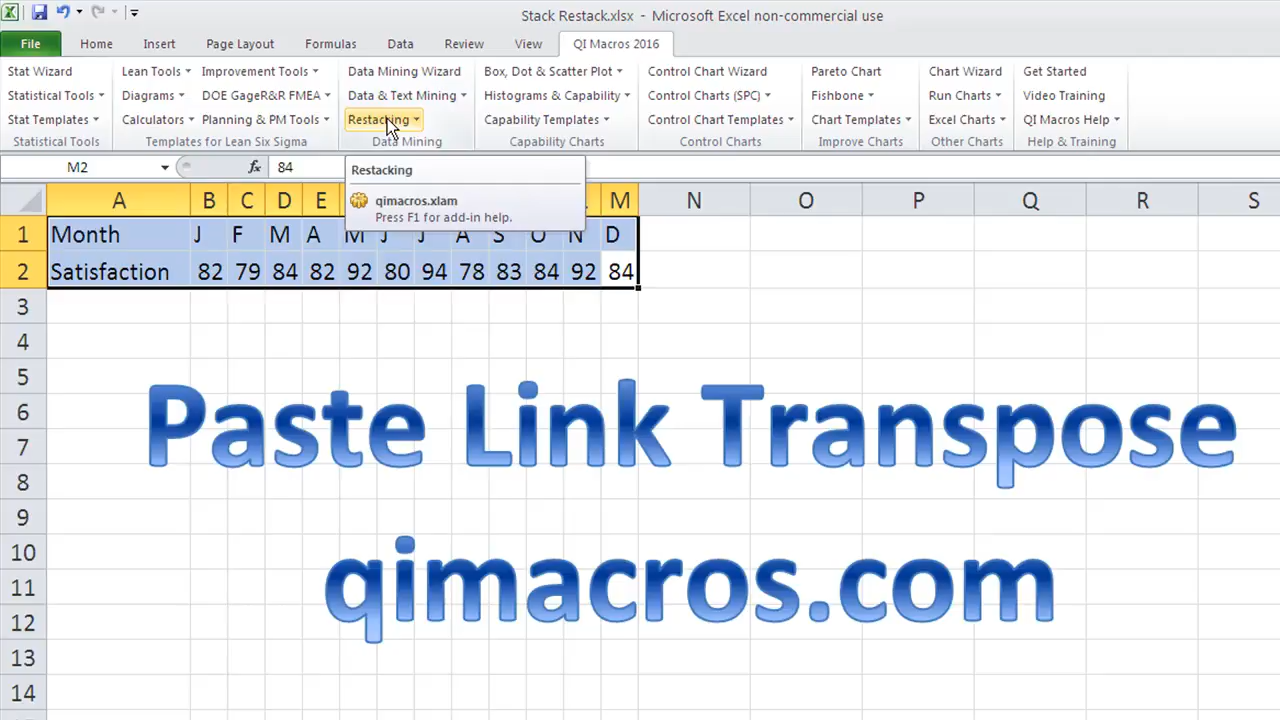 Stack Restack.xlsx - Microsoft Excel non-commercial use
File Home Insert Page Layout Formulas Data Review View QI Macros 2016
Stat Wizard Lean Tools Improvement Tools Data Mining Wizard Box, Dot & Scatter Plot Control Chart Wizard Pareto Chart Chart Wizard Get Started
Statistical Tools Diagrams DOE GageR&R FMEA Data & Text Mining Histograms & Capability Control Charts (SPC) Fishbone Run Charts Video Training
Stat Templates Calculators Planning & PM Tools Restacking Capability Templates Control Chart Templates Chart Templates Excel Charts QI Macros Help
Statistical Tools Templates for Lean Six Sigma Data Mining Capability Charts Control Charts Improve Charts Other Charts Help & Training
M2 fx 84
Restacking
qimacros.xlam
Press F1 for add-in help.
A B C D E M N O P Q R S
1 Month J F M A M J J A S O N D
2 Satisfaction 82 79 84 82 92 80 94 78 83 84 92 84
3
4
5
6
7
8
9
10
11
12
13
14
Paste Link Transpose
qimacros.com